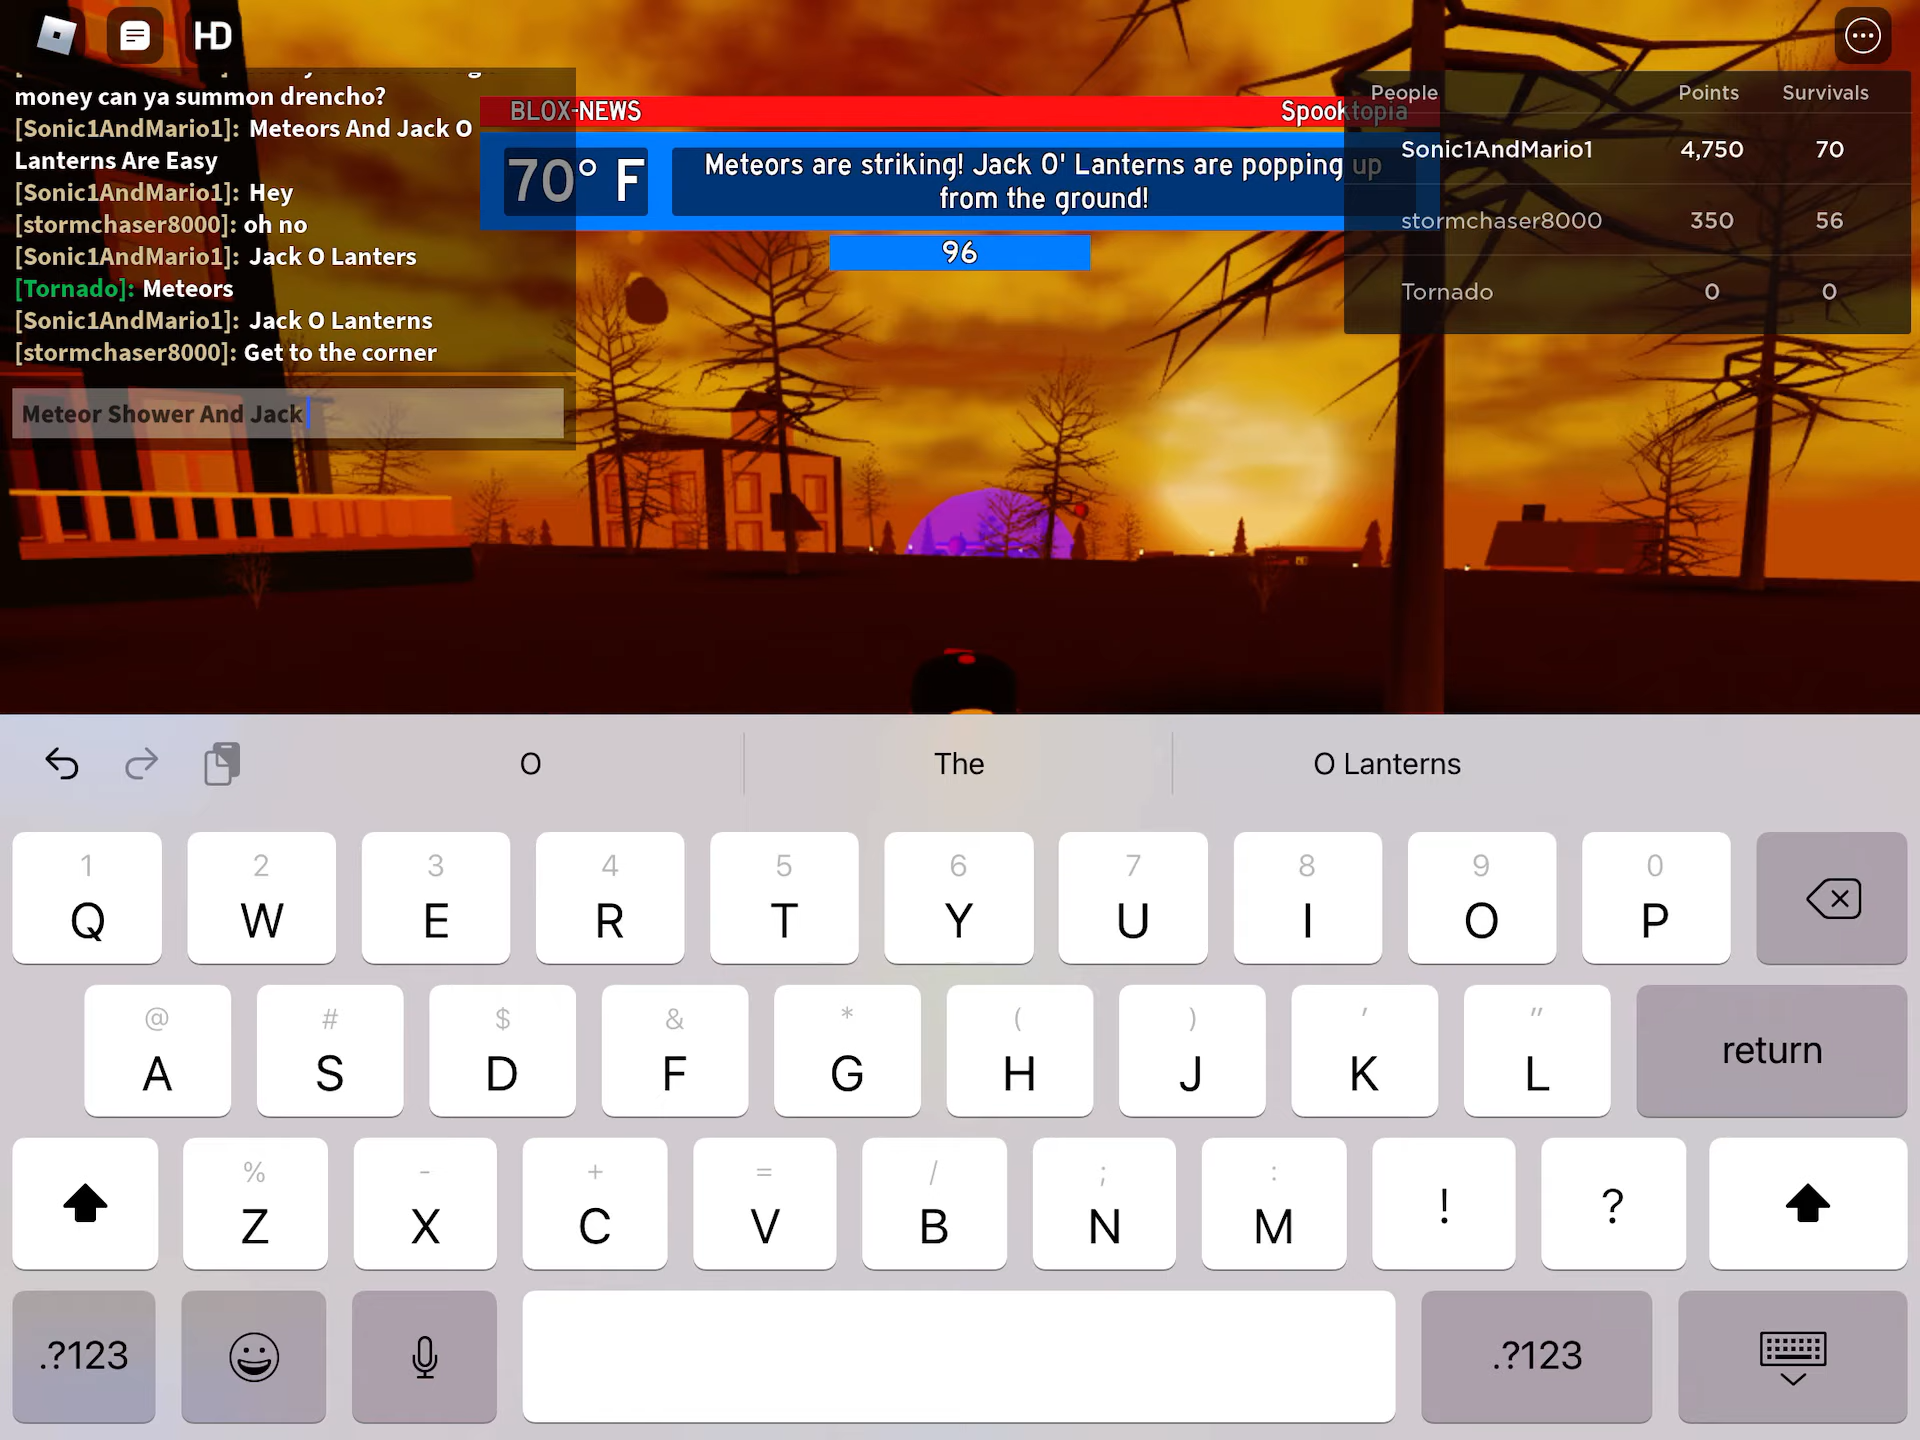 HD
money can ya summon drencho?
[Sonic1AndMario1]: Meteors And Jack O
Lanterns Are Easy
[Sonic1AndMario1]: Hey
[stormchaser8000]: oh no
[Sonic1AndMario1]: Jack O Lanters
[Tornado]: Meteors
[Sonic1AndMario1]: Jack O Lanterns
[stormchaser8000]: Get to the corner
Meteor Shower And Jack
BLOX-NEWS Spooktopia
70° F
Meteors are striking! Jack O' Lanterns are popping up
from the ground!
96
People Points Survivals
Sonic1AndMario1 4,750 70
stormchaser8000 350 56
Tornado 0 0
O The O Lanterns
1 2 3 4 5 6 7 8 9 0
Q W E R T Y U I O P
@ # $ & * ( ) ' "
A S D F G H J K L return
% - + = / ; :
Z X C V B N M ! ?
.?123 .?123